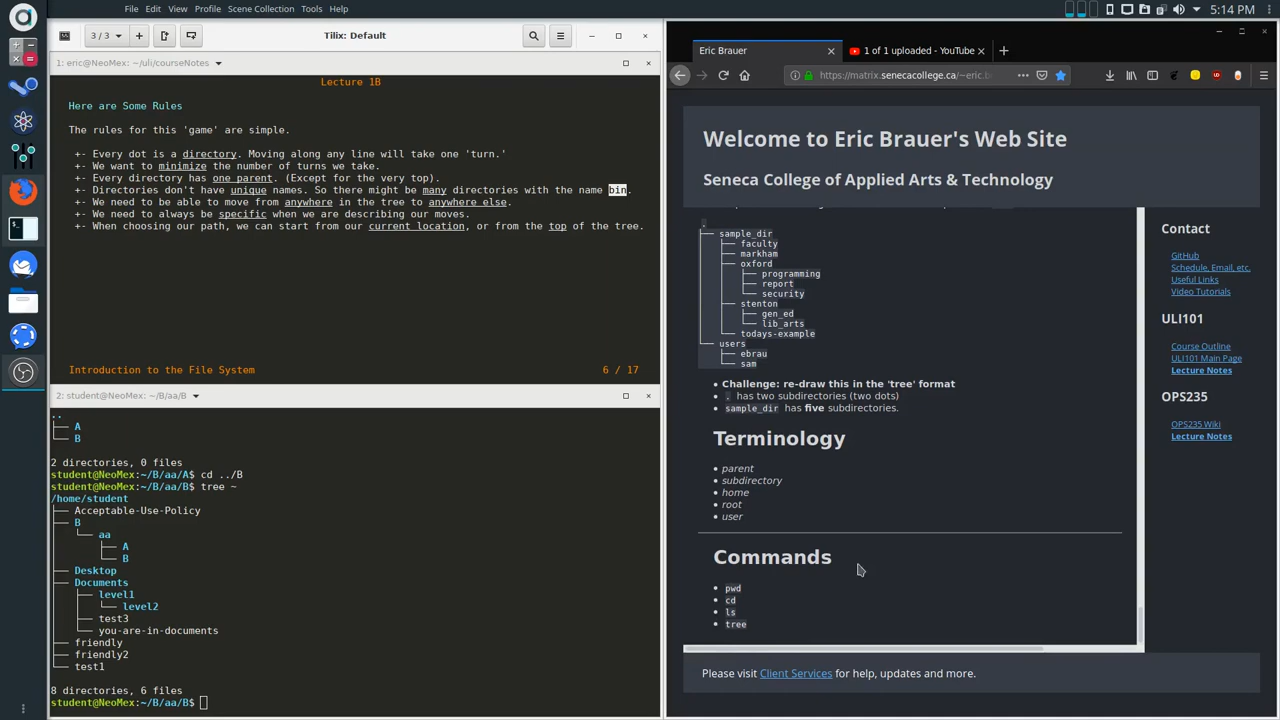 File Edit View Profile Scene Collection Tools Help
5:14 PM
3 / 3
Tilix: Default
1: eric@NeoMex: ~/uli/courseNotes
Lecture 1B
Here are Some Rules
The rules for this 'game' are simple.
+- Every dot is a directory. Moving along any line will take one 'turn.'
+- We want to minimize the number of turns we take.
+- Every directory has one parent. (Except for the very top).
+- Directories don't have unique names. So there might be many directories with the name bin.
+- We need to be able to move from anywhere in the tree to anywhere else.
+- We need to always be specific when we are describing our moves.
+- When choosing our path, we can start from our current location, or from the top of the tree.
Introduction to the File System 6 / 17
2: student@NeoMex: ~/B/aa/B
..
├── A
└── B
2 directories, 0 files
student@NeoMex:~/B/aa/A$ cd ../B
student@NeoMex:~/B/aa/B$ tree ~
/home/student
├── Acceptable-Use-Policy
├── B
│   └── aa
│       ├── A
│       └── B
├── Desktop
├── Documents
│   ├── level1
│   │   └── level2
│   ├── test3
│   └── you-are-in-documents
├── friendly
├── friendly2
└── test1
8 directories, 6 files
student@NeoMex:~/B/aa/B$
Eric Brauer
1 of 1 uploaded - YouTube
https://matrix.senecacollege.ca/~eric.b
Welcome to Eric Brauer's Web Site
Seneca College of Applied Arts & Technology
.
├── sample_dir
│   ├── faculty
│   ├── markham
│   ├── oxford
│   │   ├── programming
│   │   ├── report
│   │   └── security
│   ├── stenton
│   │   ├── gen_ed
│   │   └── lib_arts
│   └── todays-example
└── users
    ├── ebrau
    └── sam
• Challenge: re-draw this in the 'tree' format
• . has two subdirectories (two dots)
• sample_dir has five subdirectories.
Terminology
• parent
• subdirectory
• home
• root
• user
Commands
• pwd
• cd
• ls
• tree
Contact
GitHub
Schedule, Email, etc.
Useful Links
Video Tutorials
ULI101
Course Outline
ULI101 Main Page
Lecture Notes
OPS235
OPS235 Wiki
Lecture Notes
Please visit Client Services for help, updates and more.